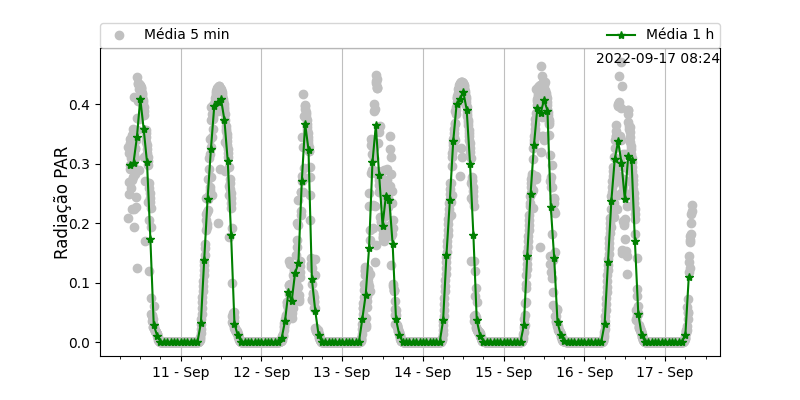 Média 5 min
Média 1 h
2022-09-17 08:24
Radiação PAR
0.4
0.3
0.2
0.1
0.0
11 - Sep
12 - Sep
13 - Sep
14 - Sep
15 - Sep
16 - Sep
17 - Sep